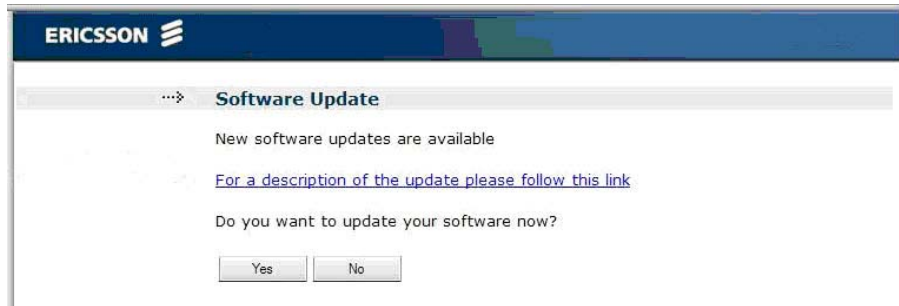 ERICSSON
Software Update
New software updates are available
For a description of the update please follow this link
Do you want to update your software now?
Yes No